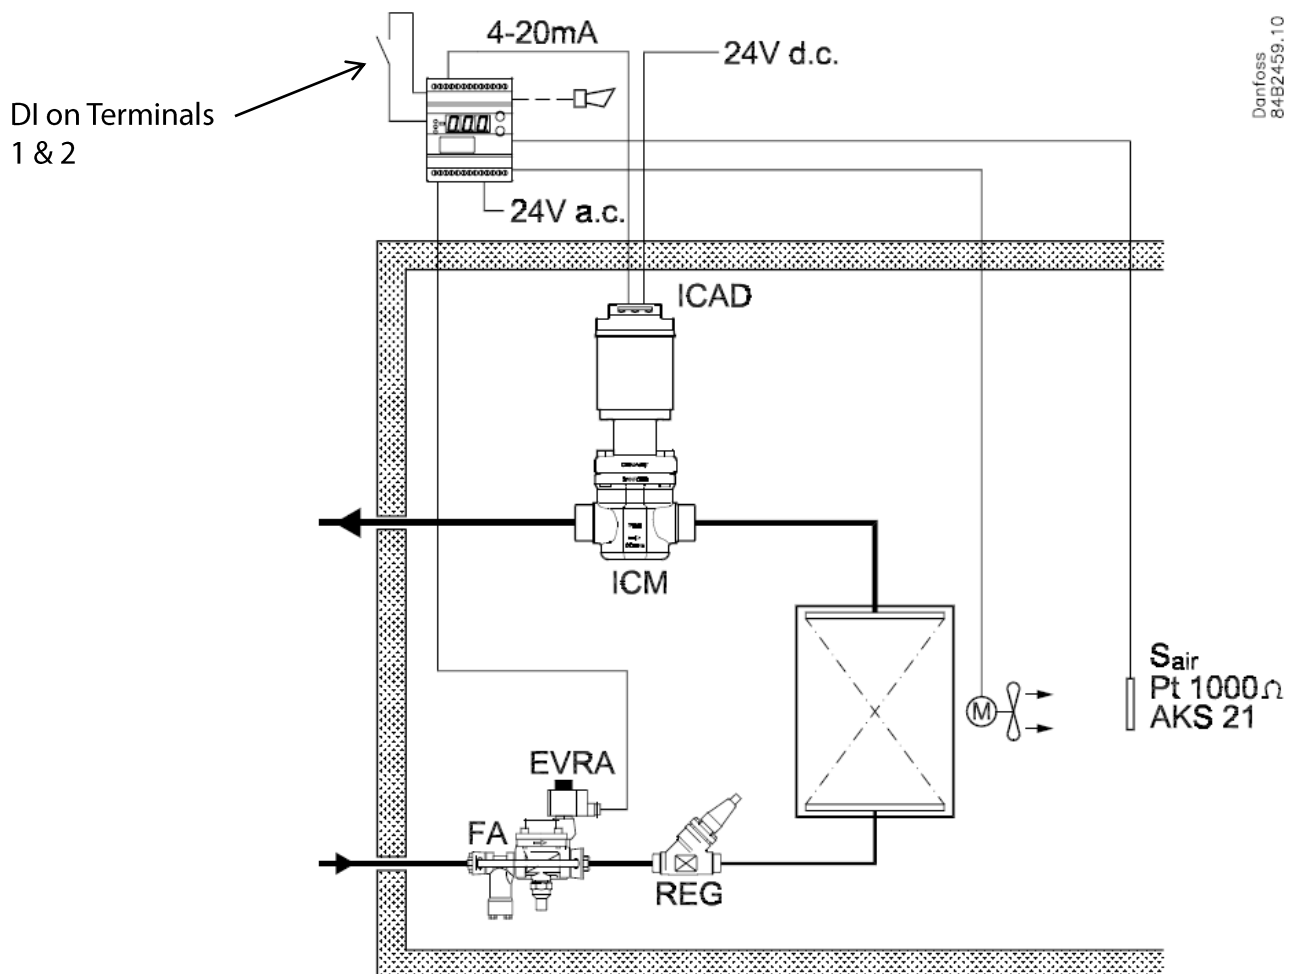 4-20mA
24V d.c.
Danfoss
84B2459.10
DI on Terminals
1 & 2
000
24V a.c.
ICAD
ICM
Sair
Pt 1000Ω
AKS 21
M
EVRA
FA
REG